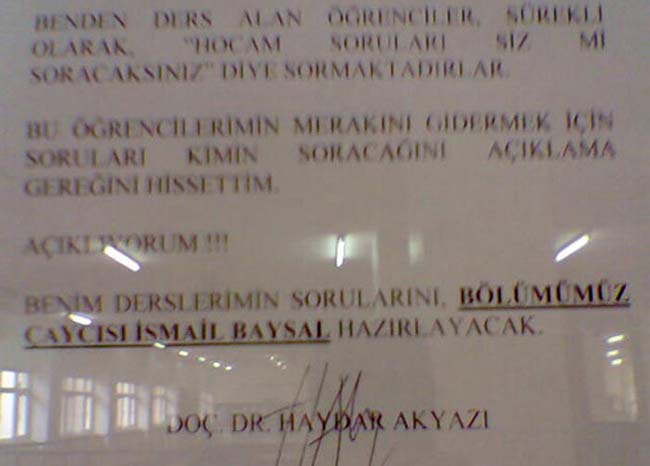 BENDEN DERS ALAN ÖĞRENCİLER, SÜREKLİ
OLARAK, "HOCAM SORULARI SİZ Mİ
SORACAKSINIZ" DİYE SORMAKTADIRLAR.
BU ÖĞRENCİLERİMİN MERAKINI GİDERMEK İÇİN
SORULARI KİMİN SORACAĞINI AÇIKLAMA
GEREĞİNİ HİSSETTİM.
AÇIKLIYORUM !!!
BENİM DERSLERİMİN SORULARINI, BÖLÜMÜMÜZ
ÇAYCISI İSMAİL BAYSAL HAZIRLAYACAK.
DOÇ. DR. HAYDAR AKYAZI